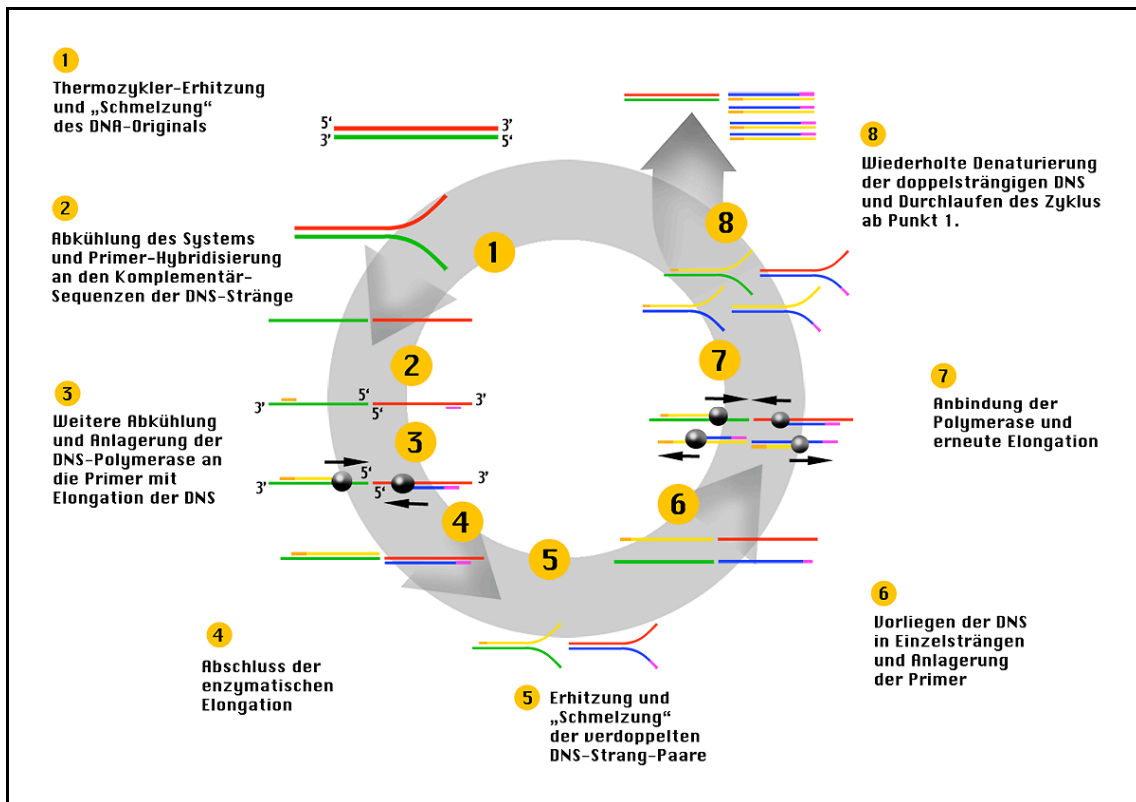 1
Thermozykler-Erhitzung
und „Schmelzung“
des DNA-Originals
5‘ 3’
3’ 5‘
2
Abkühlung des Systems
und Primer-Hybridisierung
an den Komplementär-
Sequenzen der DNS-Stränge
3
Weitere Abkühlung
und Anlagerung der
DNS-Polymerase an
die Primer mit
Elongation der DNS
4
Abschluss der
enzymatischen
Elongation
5
Erhitzung und
„Schmelzung“
der verdoppelten
DNS-Strang-Paare
6
Vorliegen der DNS
in Einzelsträngen
und Anlagerung
der Primer
7
Anbindung der
Polymerase und
erneute Elongation
8
Wiederholte Denaturierung
der doppelsträngigen DNS
und Durchlaufen des Zyklus
ab Punkt 1.
1
2
3’ 5‘ 5‘ 3’
3
3’ 5‘ 5‘ 3’
4
5
6
7
8